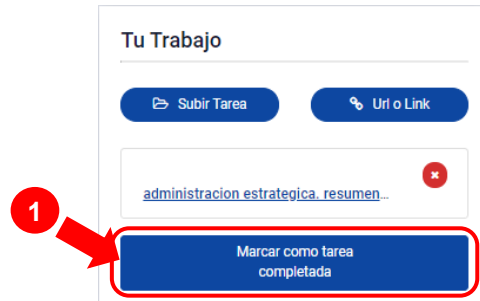 Tu Trabajo
Subir Tarea
Url o Link
administracion estrategica. resumen...
1
Marcar como tarea
completada